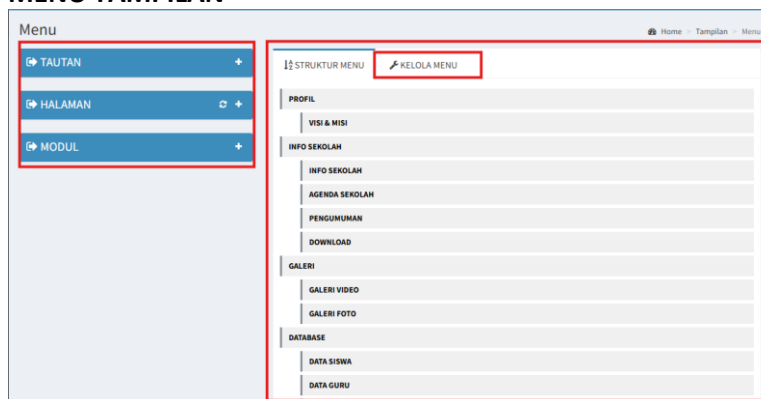 MENU TAMPILAN
Menu
Home > Tampilan > Menu
TAUTAN
HALAMAN
MODUL
STRUKTUR MENU
KELOLA MENU
PROFIL
VISI & MISI
INFO SEKOLAH
INFO SEKOLAH
AGENDA SEKOLAH
PENGUMUMAN
DOWNLOAD
GALERI
GALERI VIDEO
GALERI FOTO
DATABASE
DATA SISWA
DATA GURU